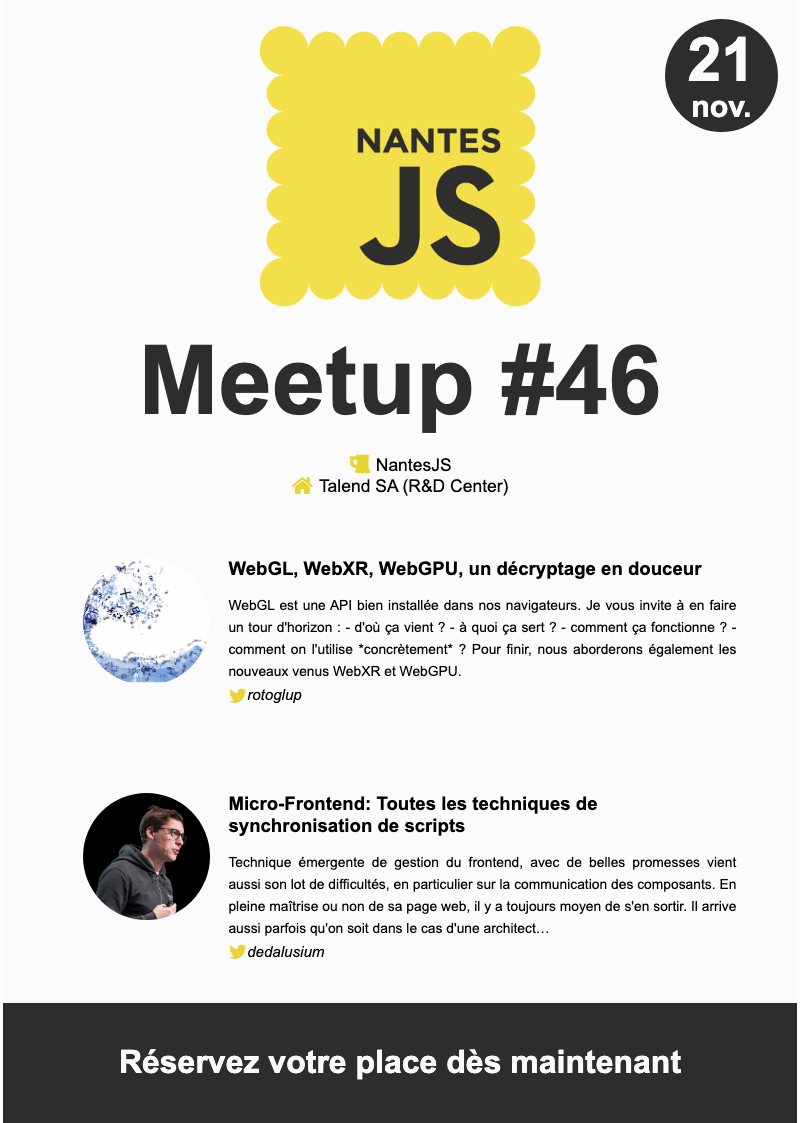 21
nov.
NANTES
JS
Meetup #46
NantesJS
Talend SA (R&D Center)
WebGL, WebXR, WebGPU, un décryptage en douceur
WebGL est une API bien installée dans nos navigateurs. Je vous invite à en faire
un tour d'horizon : - d'où ça vient ? - à quoi ça sert ? - comment ça fonctionne ? -
comment on l'utilise *concrètement* ? Pour finir, nous aborderons également les
nouveaux venus WebXR et WebGPU.
rotoglup
Micro-Frontend: Toutes les techniques de
synchronisation de scripts
Technique émergente de gestion du frontend, avec de belles promesses vient
aussi son lot de difficultés, en particulier sur la communication des composants. En
pleine maîtrise ou non de sa page web, il y a toujours moyen de s'en sortir. Il arrive
aussi parfois qu'on soit dans le cas d'une architect…
dedalusium
Réservez votre place dès maintenant